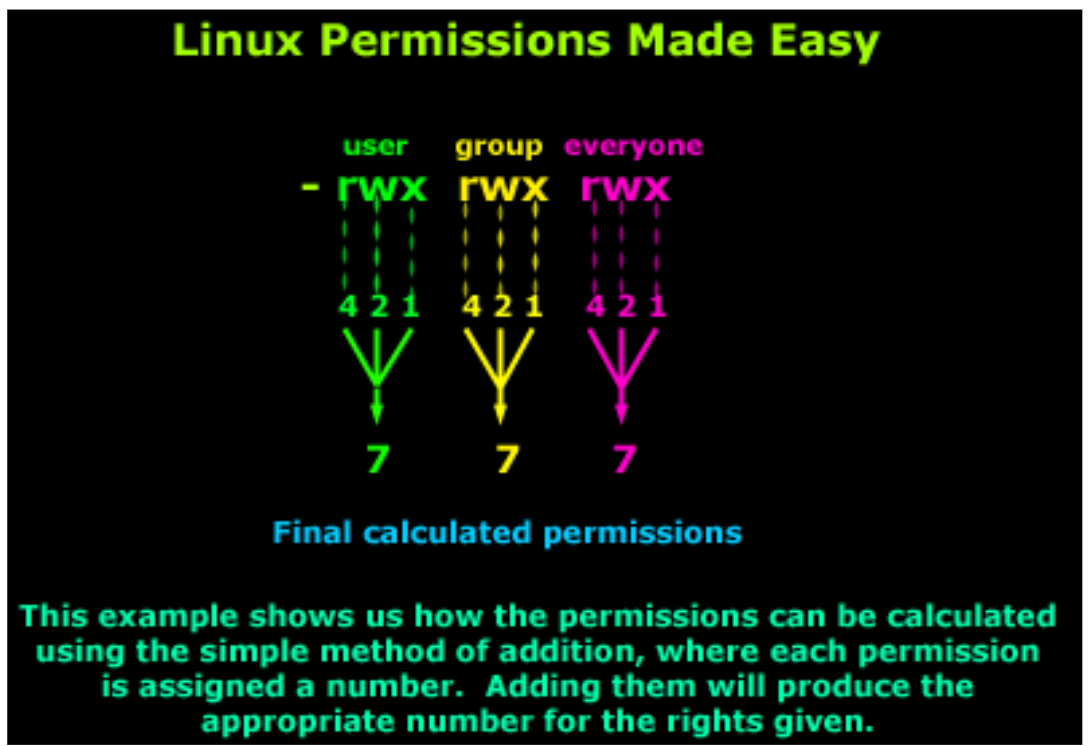 Linux Permissions Made Easy
user group everyone
- rwx rwx rwx
4 2 1 4 2 1 4 2 1
7 7 7
Final calculated permissions
This example shows us how the permissions can be calculated
using the simple method of addition, where each permission
is assigned a number. Adding them will produce the
appropriate number for the rights given.